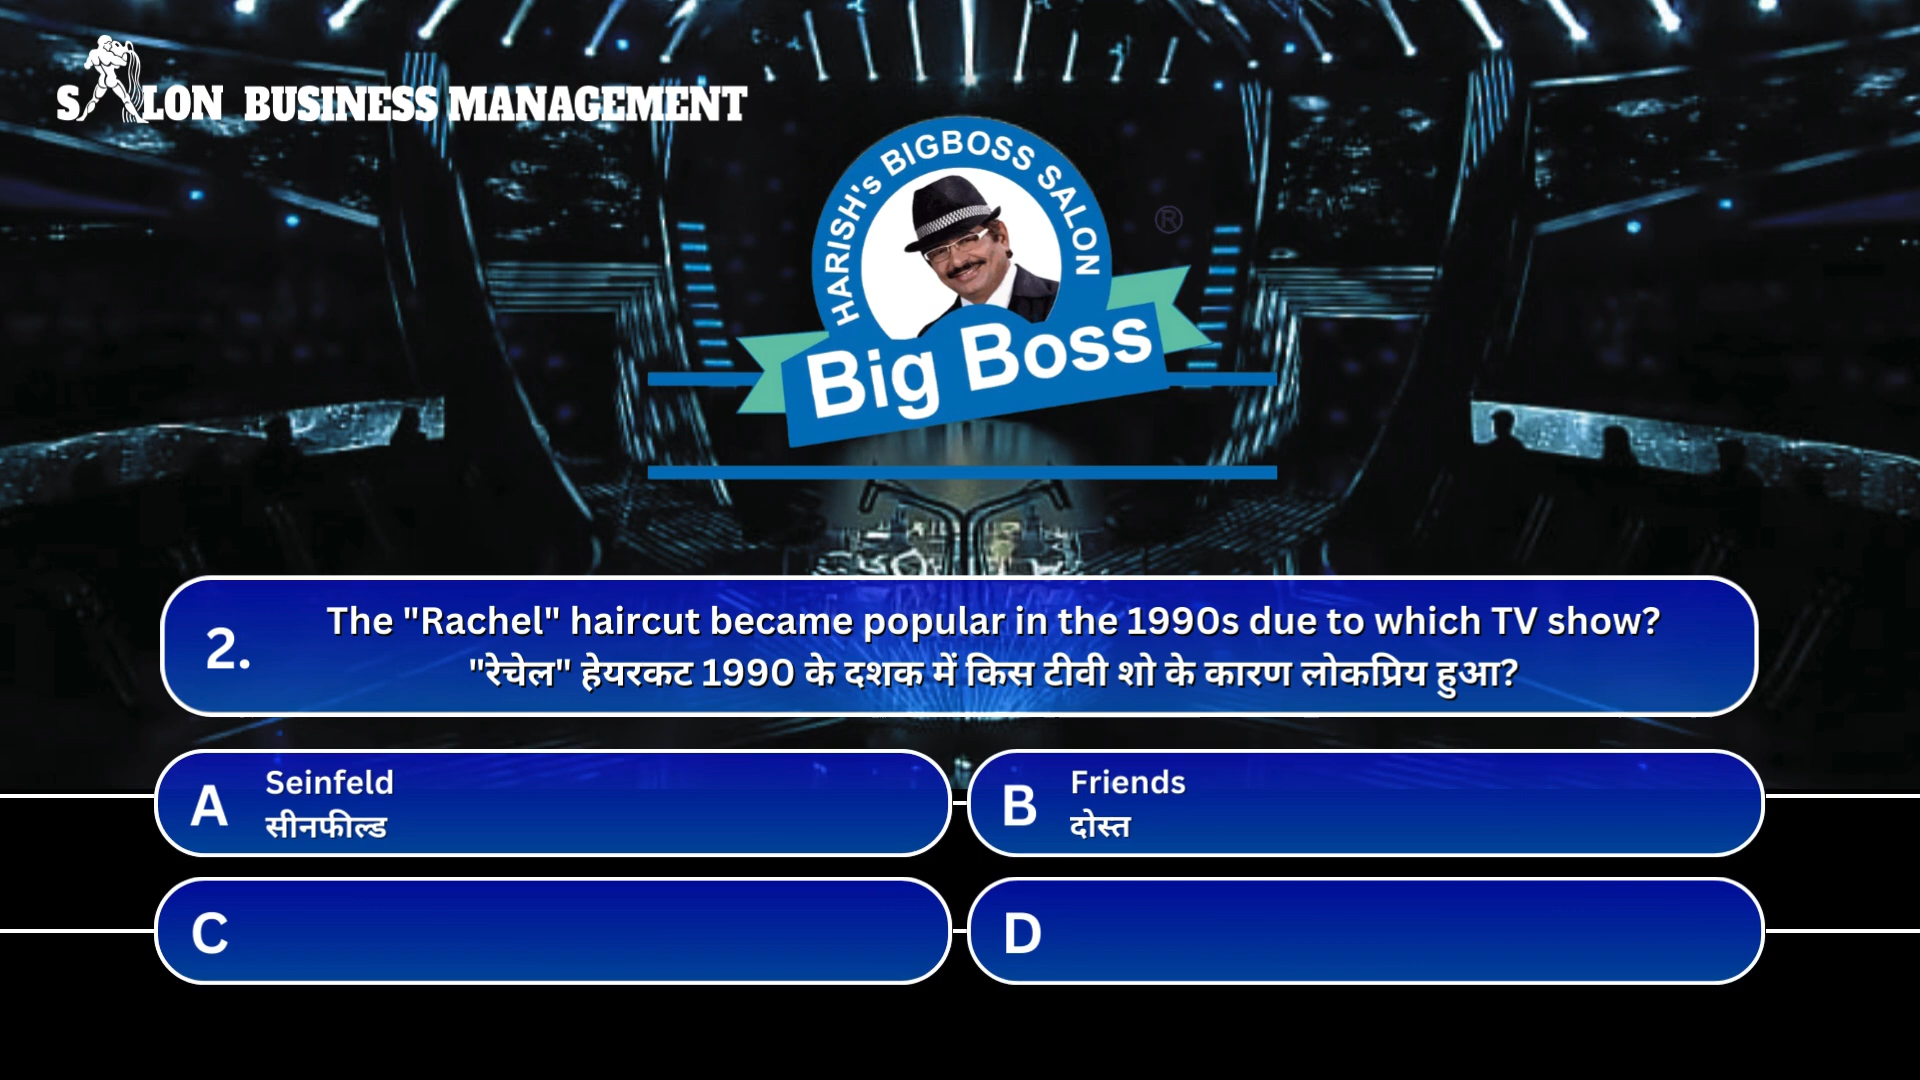 SALON BUSINESS MANAGEMENT
HARISH's BIGBOSS SALON
®
Big Boss
2.
The "Rachel" haircut became popular in the 1990s due to which TV show?
"रेचेल" हेयरकट 1990 के दशक में किस टीवी शो के कारण लोकप्रिय हुआ?
A
Seinfeld
सीनफील्ड
B
Friends
दोस्त
C
D